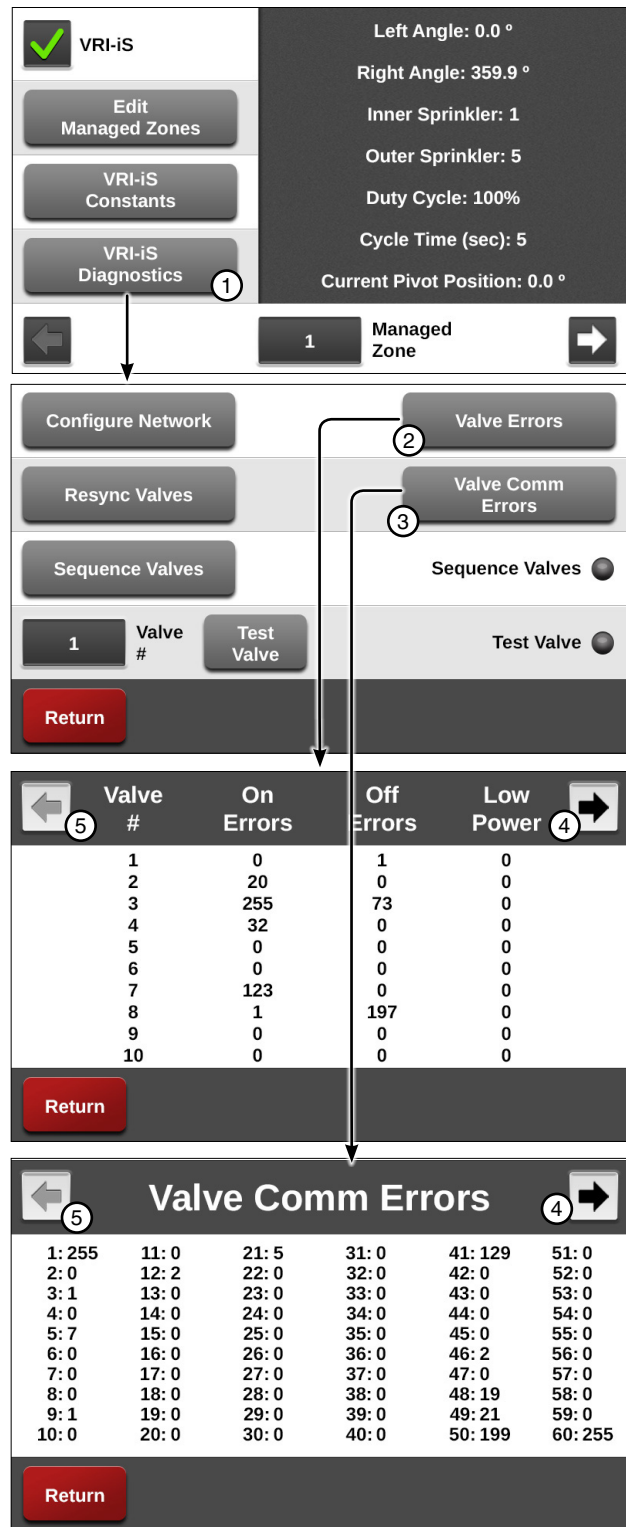 VRI-iS
Edit
Managed Zones
VRI-iS
Constants
VRI-iS
Diagnostics
1
Left Angle: 0.0 º
Right Angle: 359.9 º
Inner Sprinkler: 1
Outer Sprinkler: 5
Duty Cycle: 100%
Cycle Time (sec): 5
Current Pivot Position: 0.0 º
1
Managed
Zone
Configure Network
Valve Errors
2
Resync Valves
Valve Comm
Errors
3
Sequence Valves
Sequence Valves
1
Valve
#
Test
Valve
Test Valve
Return
5
Valve
#
On
Errors
Off
Errors
Low
Power
4
1 0 1 0
2 20 0 0
3 255 73 0
4 32 0 0
5 0 0 0
6 0 0 0
7 123 0 0
8 1 197 0
9 0 0 0
10 0 0 0
Return
5
Valve Comm Errors
4
1: 255 11: 0 21: 5 31: 0 41: 129 51: 0
2: 0 12: 2 22: 0 32: 0 42: 0 52: 0
3: 1 13: 0 23: 0 33: 0 43: 0 53: 0
4: 0 14: 0 24: 0 34: 0 44: 0 54: 0
5: 7 15: 0 25: 0 35: 0 45: 0 55: 0
6: 0 16: 0 26: 0 36: 0 46: 2 56: 0
7: 0 17: 0 27: 0 37: 0 47: 0 57: 0
8: 0 18: 0 28: 0 38: 0 48: 19 58: 0
9: 1 19: 0 29: 0 39: 0 49: 21 59: 0
10: 0 20: 0 30: 0 40: 0 50: 199 60: 255
Return